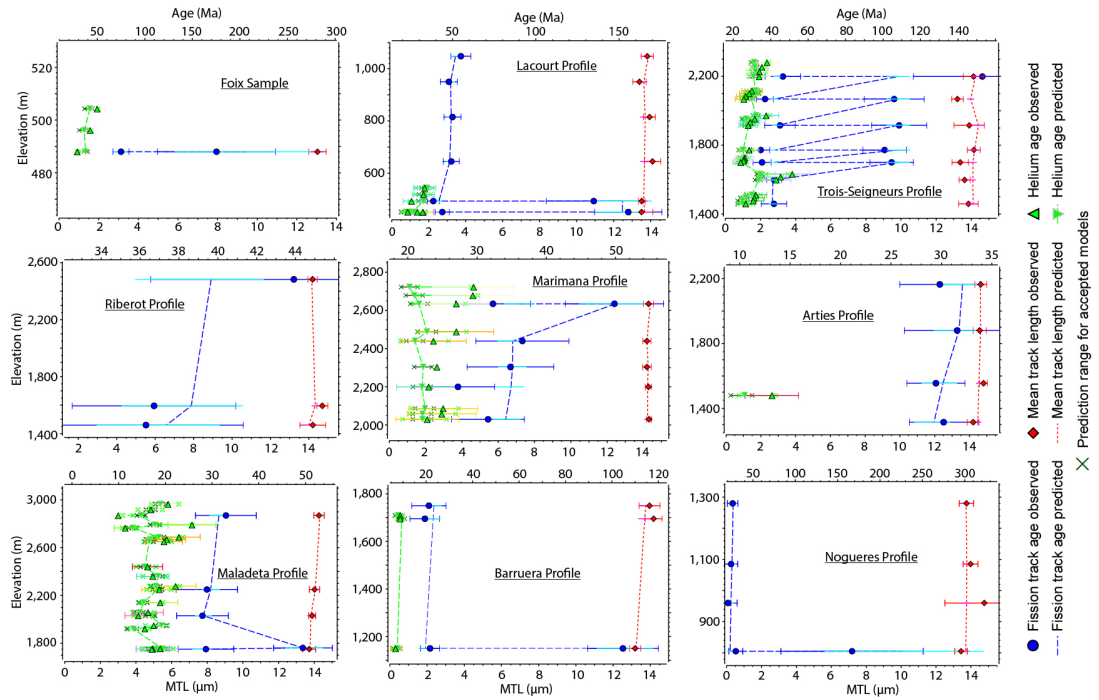 Age (Ma)
Age (Ma)
Age (Ma)
50 100 150 200 250 300
50 100 150
20 40 60 80 100 120 140 160 180
520
500
480
460
Elevation (m)
Foix Sample
0 2 4 6 8 10 12 14
1,000
800
600
Lacourt Profile
0 2 4 6 8 10 12 14
2,200
2,000
1,800
1,600
1,400
Trois-Seigneurs Profile
0 2 4 6 8 10 12 14
34 36 38 40 42 44
20 30 40 50
10 15 20 25 30 35
2,600
2,200
1,800
1,400
Elevation (m)
Riberot Profile
0 2 4 6 8 10 12 14
2,800
2,600
2,400
2,200
2,000
Marimana Profile
0 2 4 6 8 10 12 14
2,200
1,800
1,400
Arties Profile
0 2 4 6 8 10 12 14
0 10 20 30 40 50
20 40 60 80 100 120
50 100 150 200 250 300
3,000
2,600
2,200
1,800
Elevation (m)
Maladeta Profile
0 2 4 6 8 10 12 14
MTL (μm)
1,800
1,600
1,400
1,200
Barruera Profile
0 2 4 6 8 10 12 14
MTL (μm)
1,300
1,100
900
Nogueres Profile
0 2 4 6 8 10 12 14
MTL (μm)
Fission track age observed
Mean track length observed
Helium age observed
Fission track age predicted
Mean track length predicted
Helium age predicted
Prediction range for accepted models